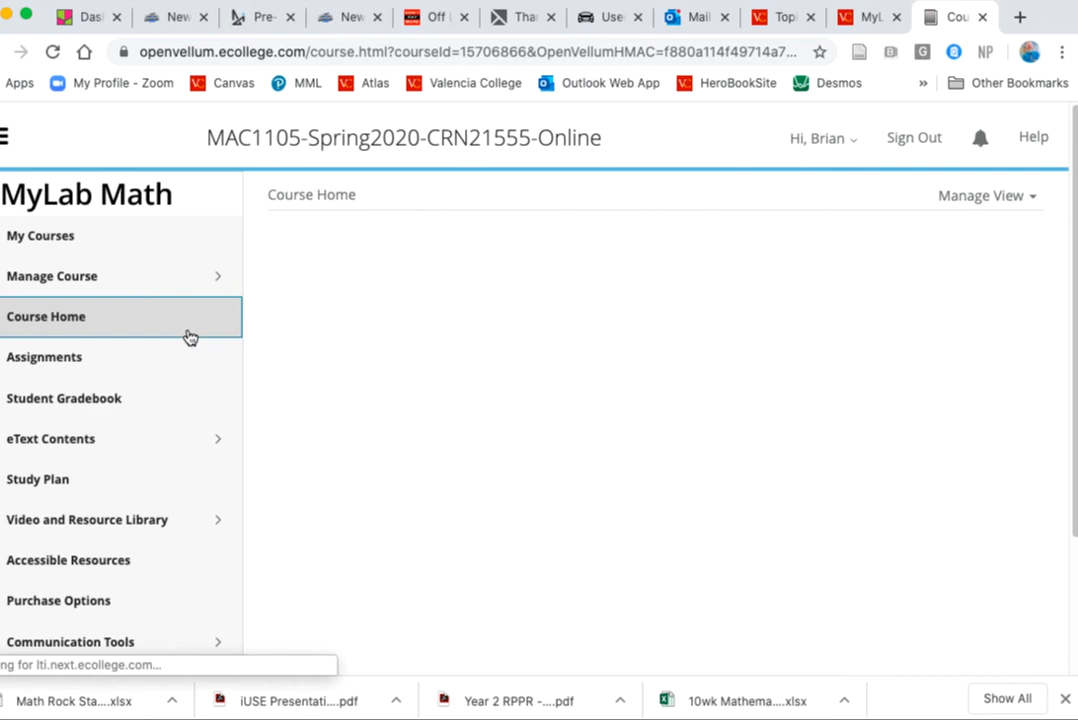 Das
New
Pre-
New
Off
Tha
Use
Mail
Top
MyL
Cou
openvellum.ecollege.com/course.html?courseId=15706866&OpenVellumHMAC=f880a114f49714a7...
NP
Apps
My Profile - Zoom
Canvas
MML
Atlas
Valencia College
Outlook Web App
HeroBookSite
Desmos
»
Other Bookmarks
MAC1105-Spring2020-CRN21555-Online
Hi, Brian
Sign Out
Help
MyLab Math
Course Home
Manage View
My Courses
Manage Course
Course Home
Assignments
Student Gradebook
eText Contents
Study Plan
Video and Resource Library
Accessible Resources
Purchase Options
Communication Tools
ng for lti.next.ecollege.com...
Math Rock Sta....xlsx
iUSE Presentati....pdf
Year 2 RPPR -....pdf
10wk Mathema....xlsx
Show All